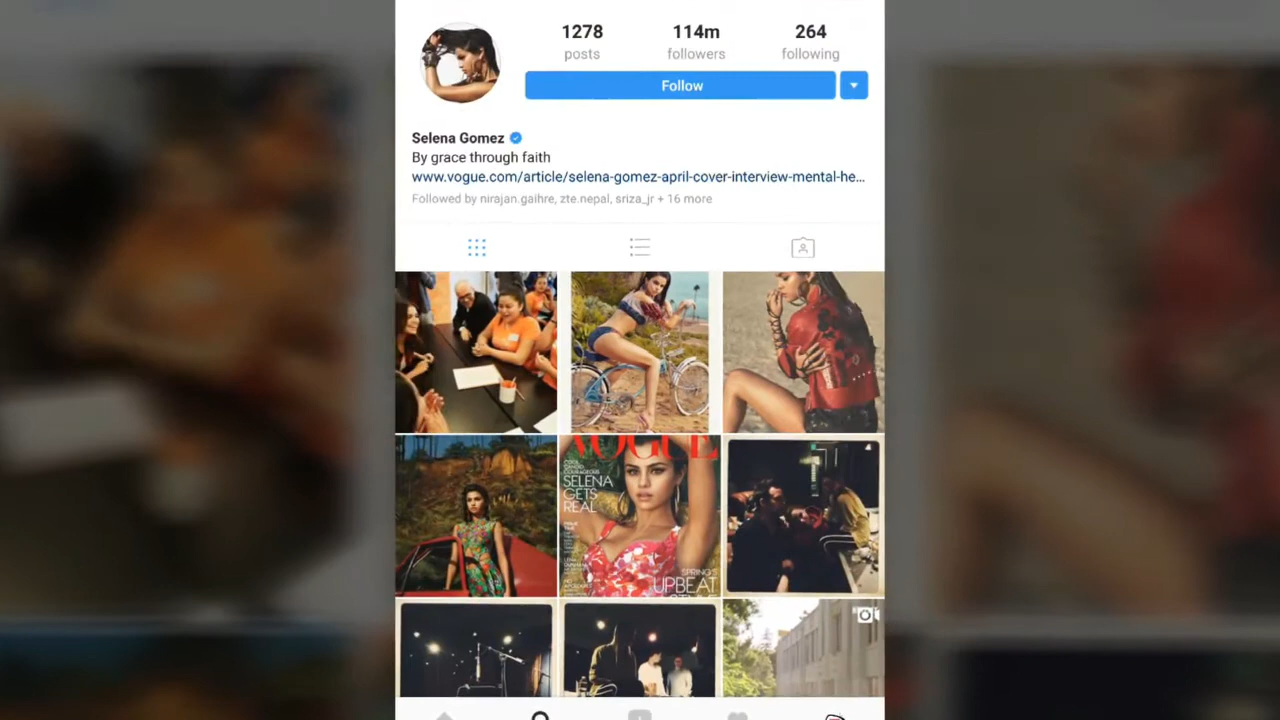 1278
114m
264
posts
followers
following
Follow
Selena Gomez
By grace through faith
www.vogue.com/article/selena-gomez-april-cover-interview-mental-he...
Followed by nirajan.gaihre, zte.nepal, sriza_jr + 16 more
VOGUE
SELENA
GETS
REAL
SPRING'S
UPBEAT
STYLE